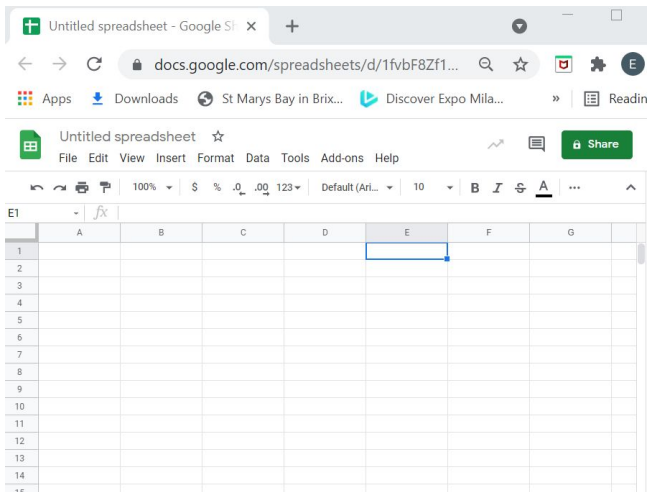 Untitled spreadsheet - Google Sh
docs.google.com/spreadsheets/d/1fvbF8Zf1...
E
Apps Downloads St Marys Bay in Brix... Discover Expo Mila... » Readin
Untitled spreadsheet
Share
File Edit View Insert Format Data Tools Add-ons Help
100% $ % .0 .00 123 Default (Ari... 10 B I S A ...
E1 fx
A B C D E F G
1
2
3
4
5
6
7
8
9
10
11
12
13
14
15